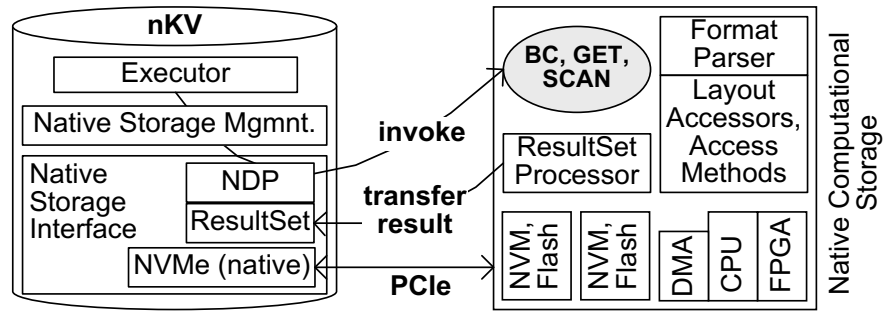 nKV
Executor
Native Storage Mgmnt.
Native
Storage
Interface
NDP
ResultSet
NVMe (native)
invoke
transfer
result
PCIe
BC, GET,
SCAN
ResultSet
Processor
Format
Parser
Layout
Accessors,
Access
Methods
NVM,
Flash
NVM,
Flash
DMA
CPU
FPGA
Native Computational
Storage